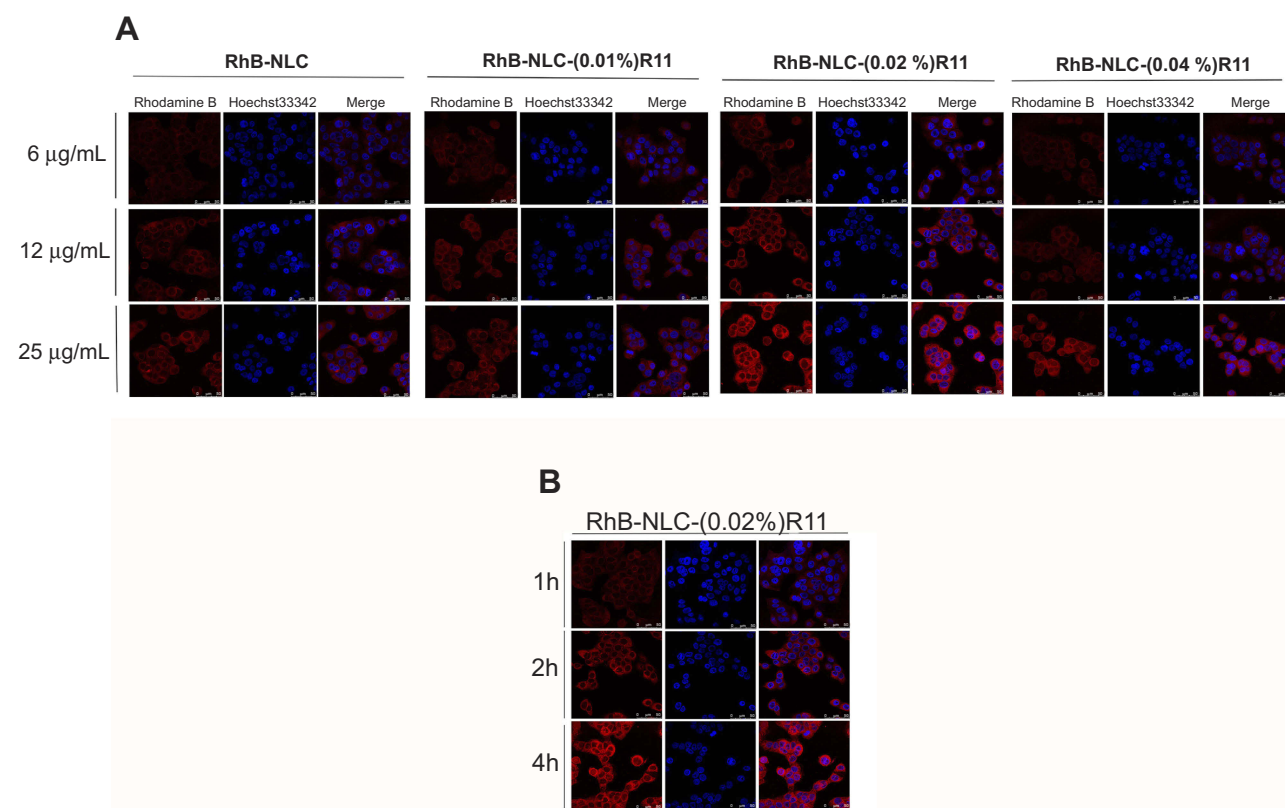 A
RhB-NLC RhB-NLC-(0.01%)R11 RhB-NLC-(0.02 %)R11 RhB-NLC-(0.04 %)R11
Rhodamine B Hoechst33342 Merge Rhodamine B Hoechst33342 Merge Rhodamine B Hoechst33342 Merge Rhodamine B Hoechst33342 Merge
6 μg/mL
12 μg/mL
25 μg/mL
B
RhB-NLC-(0.02%)R11
1h
2h
4h